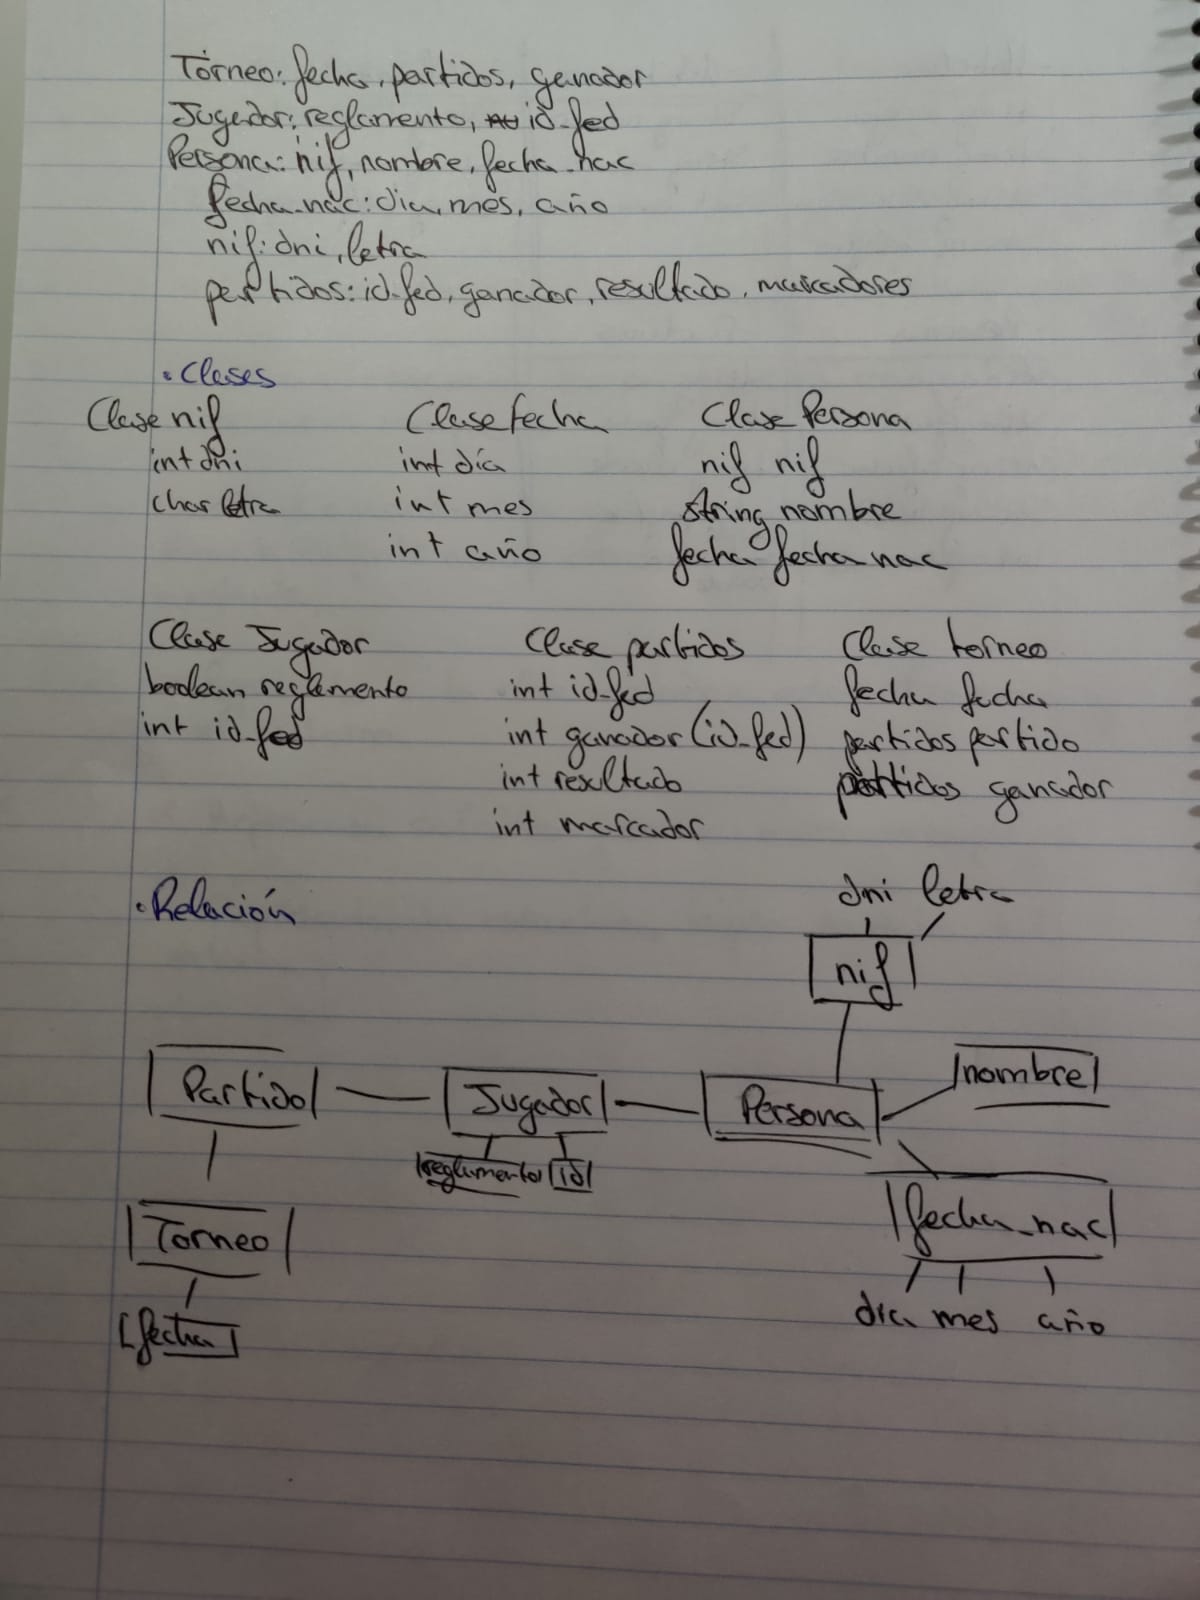 Torneo: fecha, partidos, ganador
Jugador: reglamento, id_fed
Persona: nif, nombre, fecha_nac
fecha_nac: dia, mes, año
nif: dni, letra
partidos: id_fed, ganador, resultado, marcadores
• Clases
Clase nif Clase fecha Clase Persona
int dni int día nif nif
char letra int mes string nombre
int año fecha fecha nac
Clase Jugador Clase partidos Clase torneo
boolean reglamento int id_fed fecha fecha
int id_fed int ganador (id_fed) partidos partido
int resultado partidos ganador
int marcador
• Relación
dni letra
nif
Partido Jugador Persona nombre
reglamento id
Torneo fecha_nac
fecha dia mes año